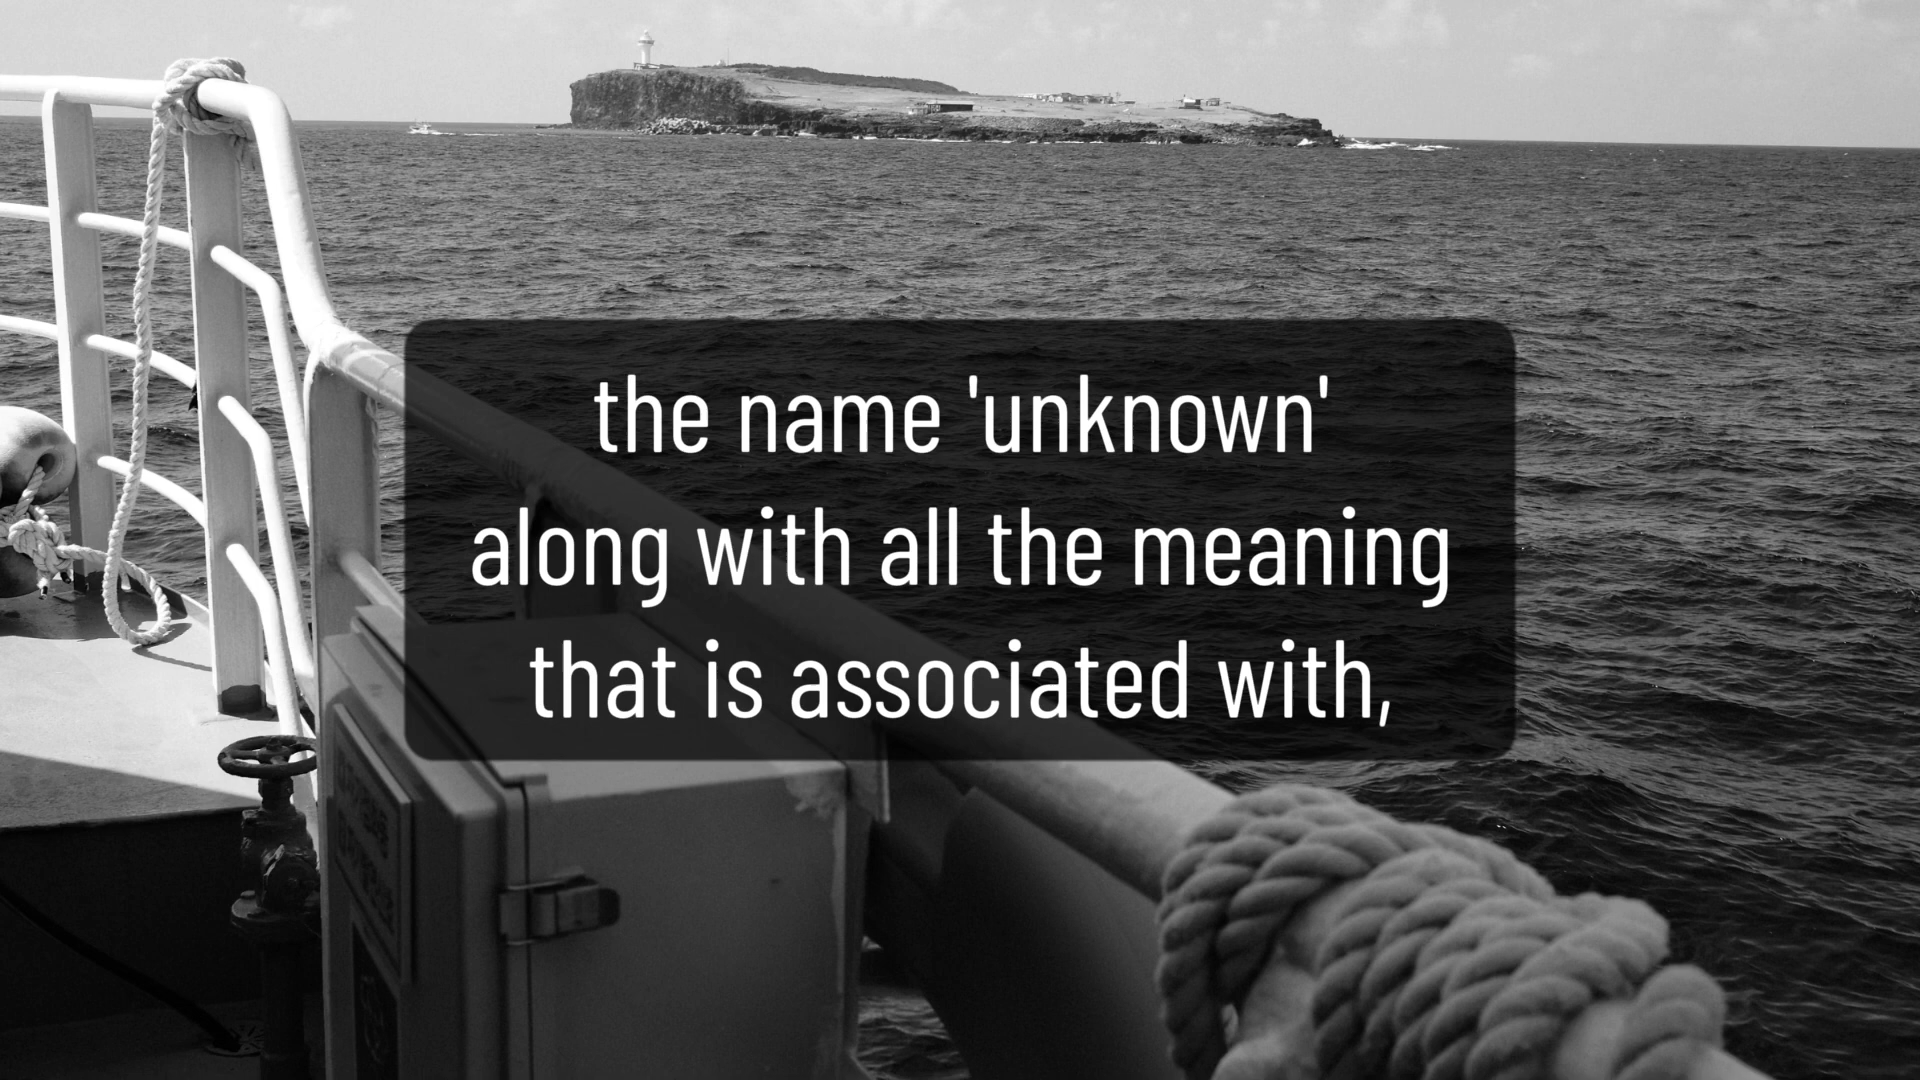 the name 'unknown'
along with all the meaning
that is associated with,